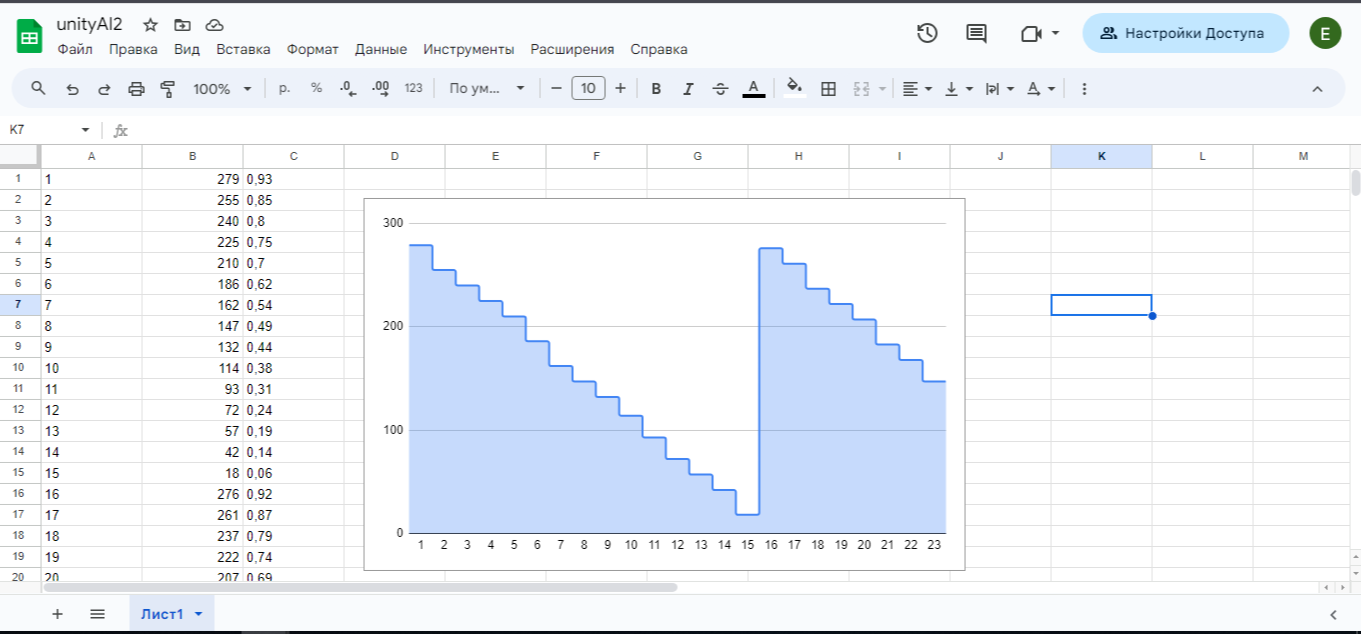 unityAI2
Файл Правка Вид Вставка Формат Данные Инструменты Расширения Справка
Настройки Доступа
E
100% р. % .0 .00 123 По ум... 10 B I A A
K7 fx
A B C D E F G H I J K L M
1 1 279 0,93
2 2 255 0,85
3 3 240 0,8
4 4 225 0,75
5 5 210 0,7
6 6 186 0,62
7 7 162 0,54
8 8 147 0,49
9 9 132 0,44
10 10 114 0,38
11 11 93 0,31
12 12 72 0,24
13 13 57 0,19
14 14 42 0,14
15 15 18 0,06
16 16 276 0,92
17 17 261 0,87
18 18 237 0,79
19 19 222 0,74
20 20 207 0,69
300
200
100
0
1 2 3 4 5 6 7 8 9 10 11 12 13 14 15 16 17 18 19 20 21 22 23
Лист1